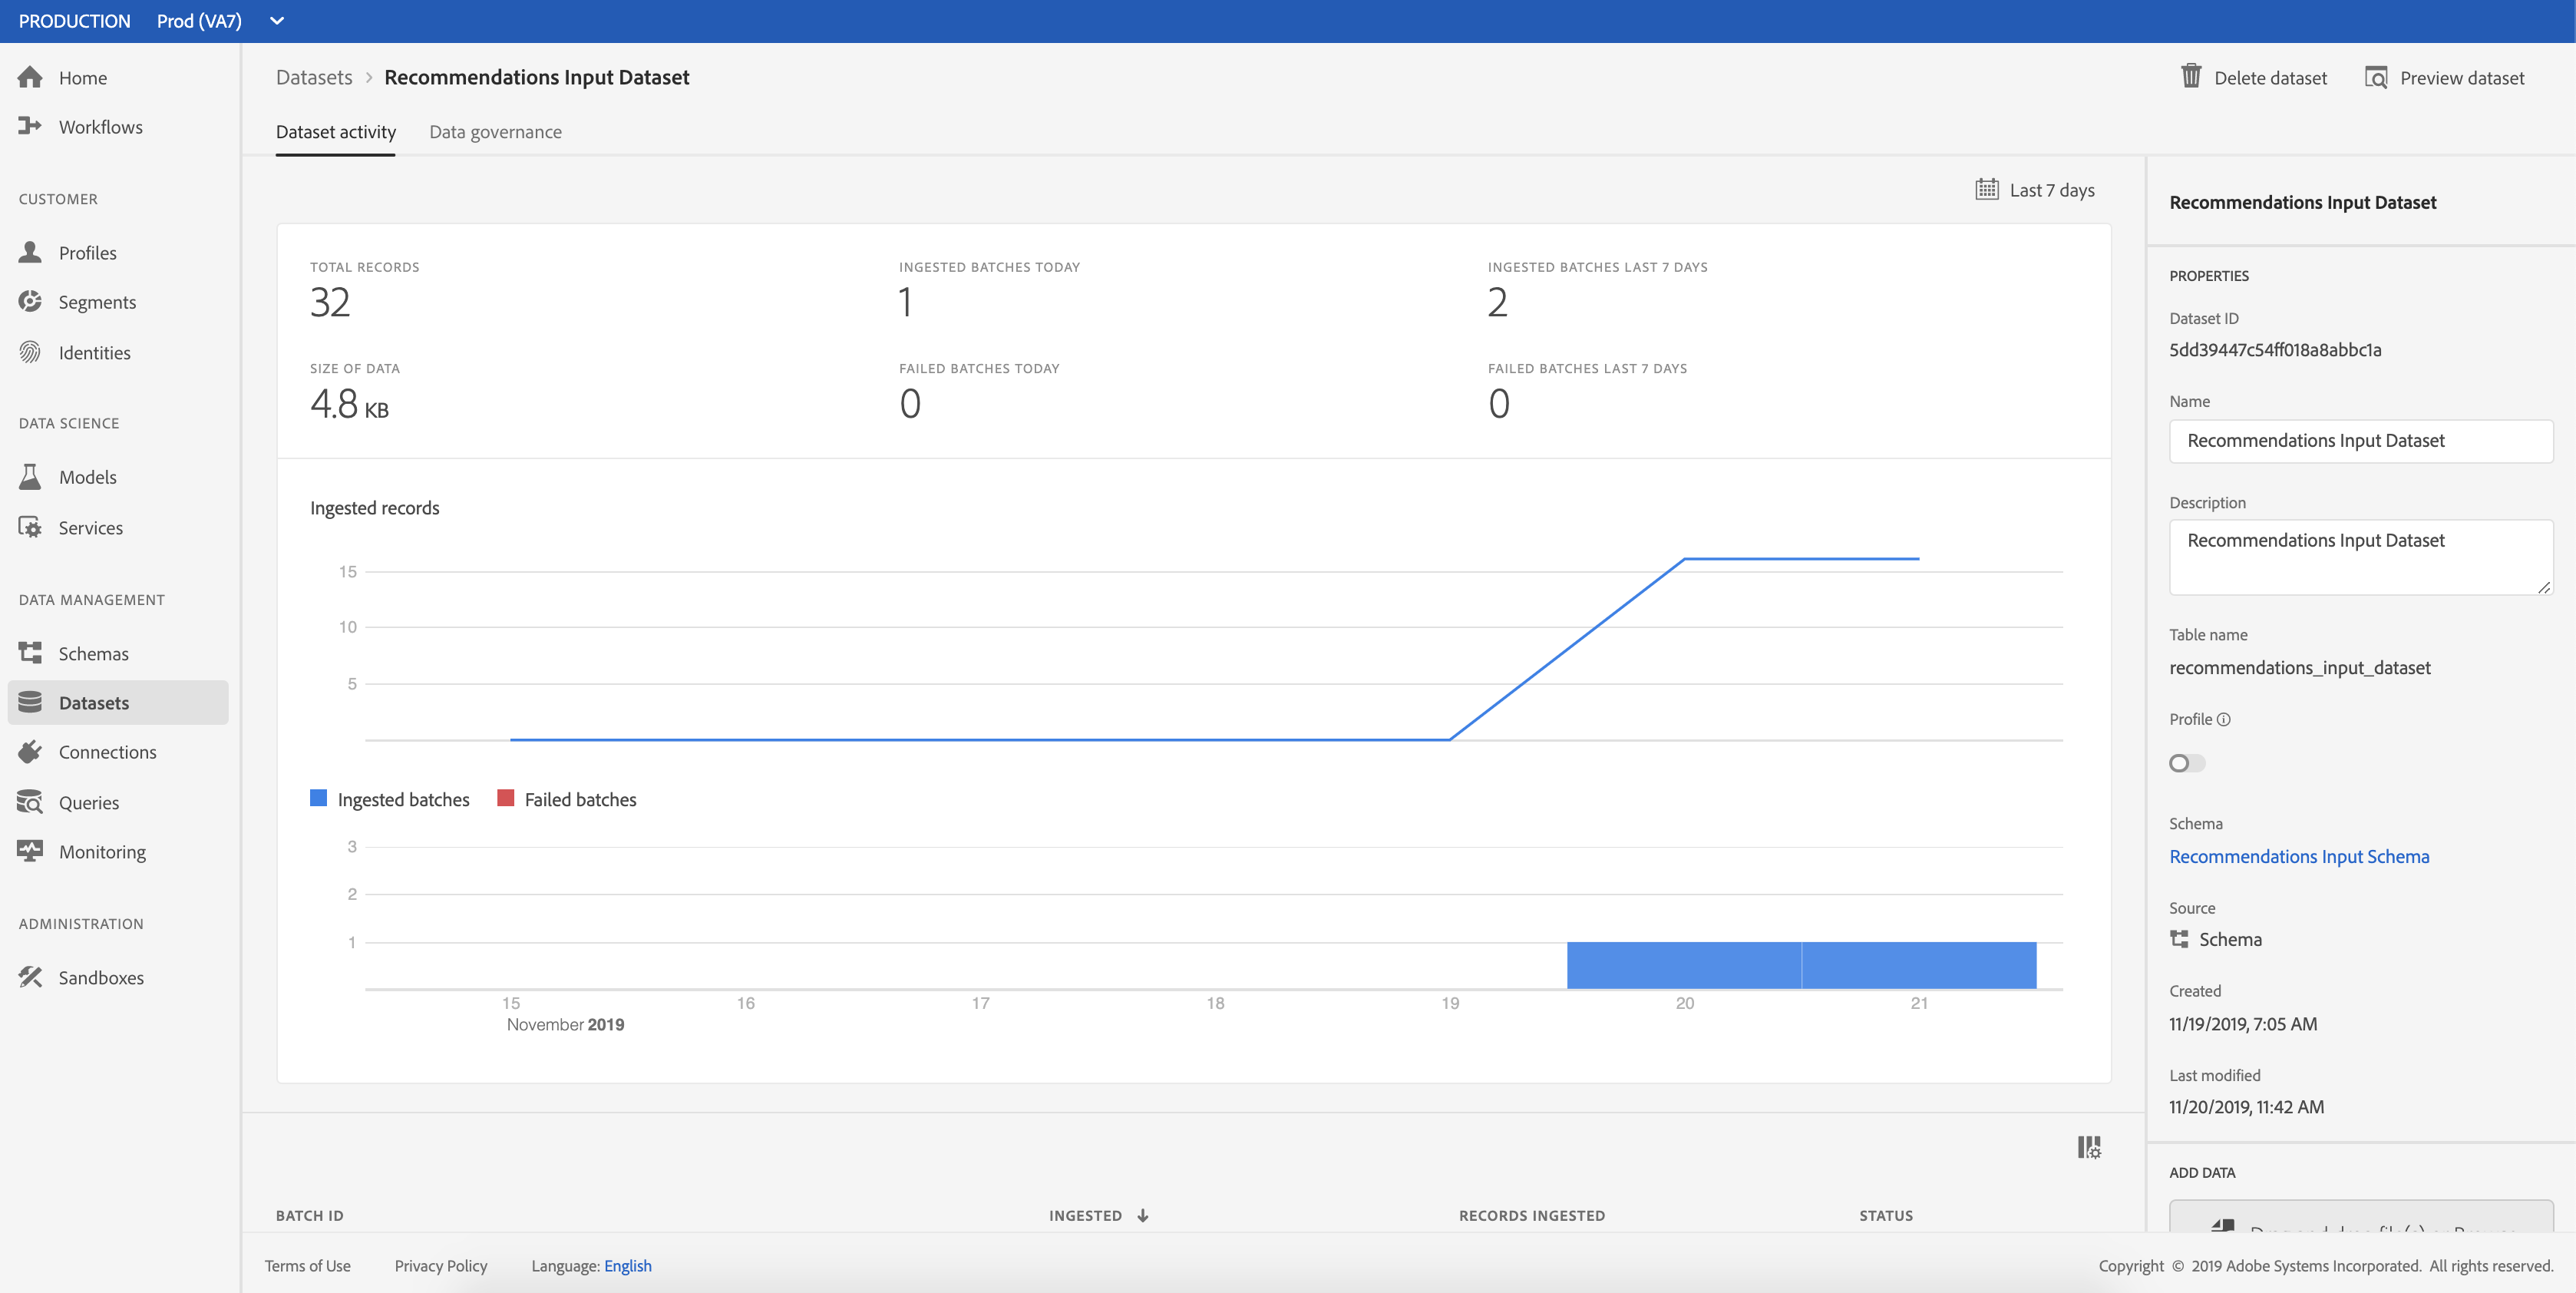 PRODUCTION Prod (VA7)
Home
Workflows
CUSTOMER
Profiles
Segments
Identities
DATA SCIENCE
Models
Services
DATA MANAGEMENT
Schemas
Datasets
Connections
Queries
Monitoring
ADMINISTRATION
Sandboxes
Datasets > Recommendations Input Dataset
Delete dataset Preview dataset
Dataset activity Data governance
Last 7 days
TOTAL RECORDS
32
INGESTED BATCHES TODAY
1
INGESTED BATCHES LAST 7 DAYS
2
SIZE OF DATA
4.8 KB
FAILED BATCHES TODAY
0
FAILED BATCHES LAST 7 DAYS
0
Ingested records
15
10
5
Ingested batches Failed batches
3
2
1
15 16 17 18 19 20 21
November 2019
BATCH ID INGESTED RECORDS INGESTED STATUS
Recommendations Input Dataset
PROPERTIES
Dataset ID
5dd39447c54ff018a8abbc1a
Name
Recommendations Input Dataset
Description
Recommendations Input Dataset
Table name
recommendations_input_dataset
Profile
Schema
Recommendations Input Schema
Source
Schema
Created
11/19/2019, 7:05 AM
Last modified
11/20/2019, 11:42 AM
ADD DATA
Drag and drop file(s) or Browse
Terms of Use Privacy Policy Language: English
Copyright © 2019 Adobe Systems Incorporated. All rights reserved.